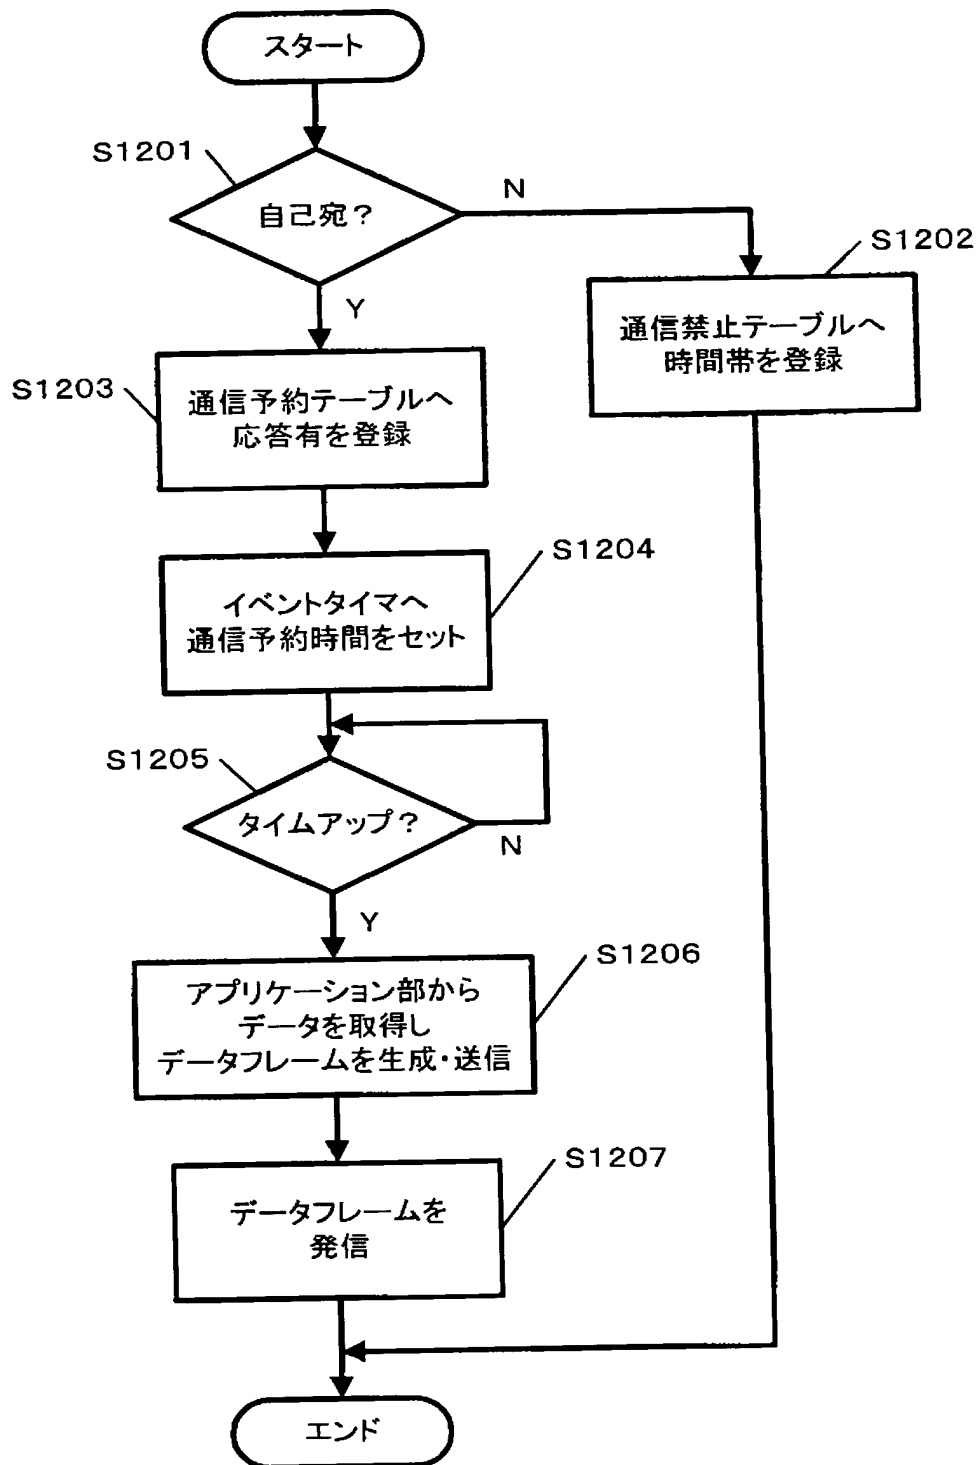 スタート
S1201
自己宛？
N
Y
S1202
通信禁止テーブルへ
時間帯を登録
S1203
通信予約テーブルへ
応答有を登録
S1204
イベントタイマへ
通信予約時間をセット
S1205
タイムアップ？
N
Y
S1206
アプリケーション部から
データを取得し
データフレームを生成・送信
S1207
データフレームを
発信
エンド